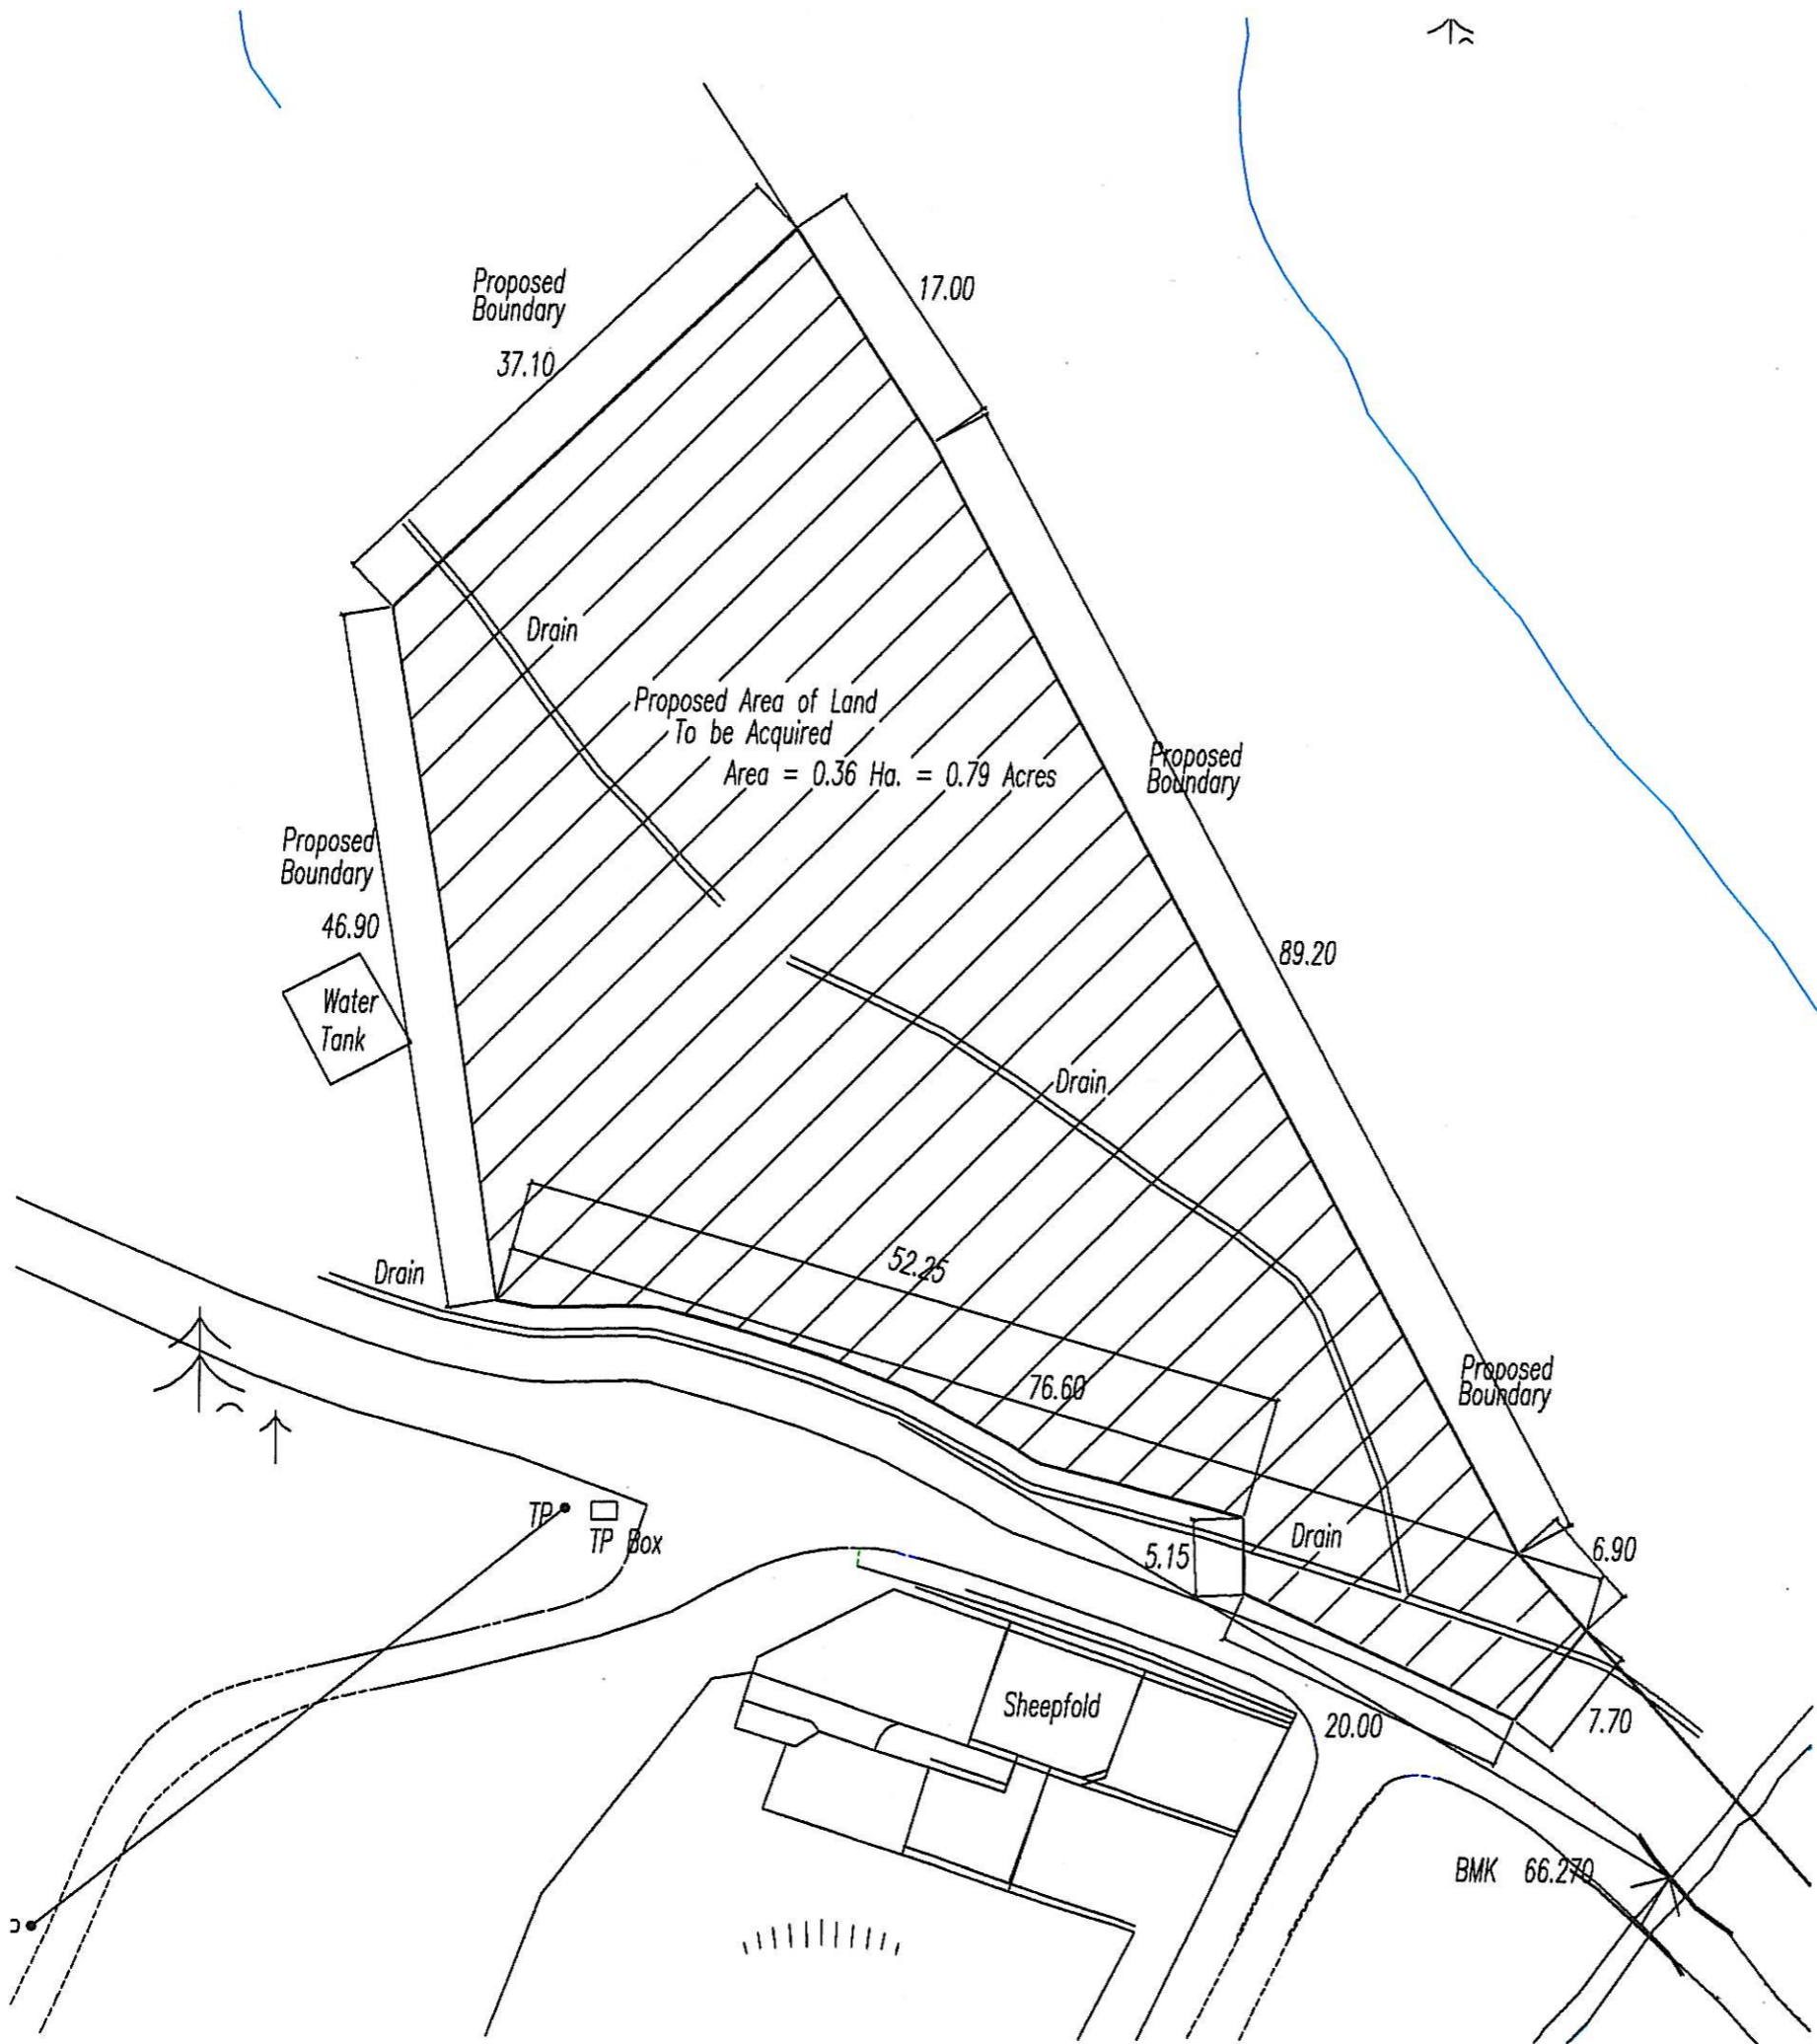 17.00
Proposed
Boundary
37.10
Drain
Proposed Area of Land
To be Acquired
Area = 0.36 Ha. = 0.79 Acres
Proposed
Boundary
Proposed
Boundary
46.90
89.20
Water
Tank
Drain
Drain
52.25
76.60
Proposed
Boundary
TP
TP Box
5.15
Drain
6.90
Sheepfold
20.00
7.70
BMK 66.270